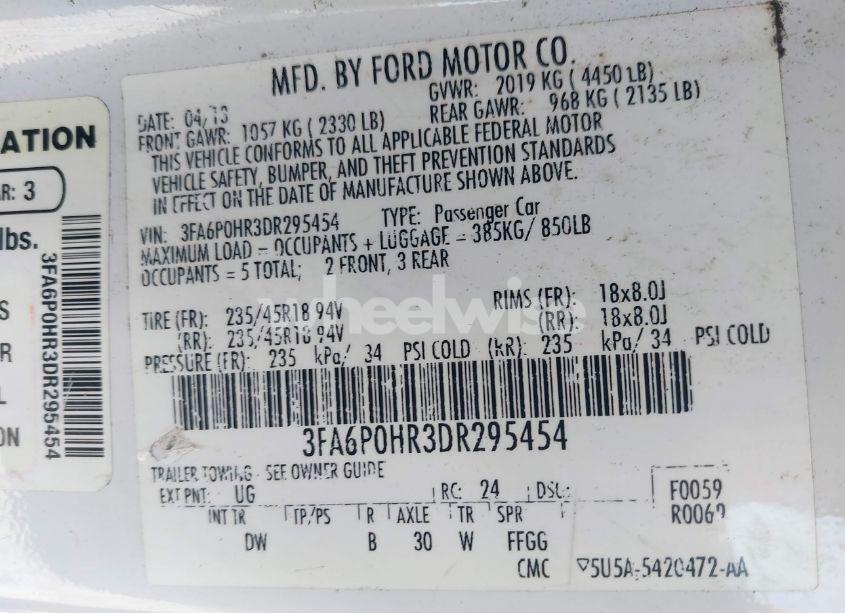 ATION
AR: 3
lbs.
S
R
L
ON
3FA6P0HR3DR295454
MFD. BY FORD MOTOR CO.
DATE: 04/13 GVWR: 2019 KG ( 4450 LB)
FRONT GAWR: 1057 KG ( 2330 LB) REAR GAWR: 968 KG ( 2135 LB)
THIS VEHICLE CONFORMS TO ALL APPLICABLE FEDERAL MOTOR
VEHICLE SAFETY, BUMPER, AND THEFT PREVENTION STANDARDS
IN EFFECT ON THE DATE OF MANUFACTURE SHOWN ABOVE.
VIN: 3FA6P0HR3DR295454 TYPE: Passenger Car
MAXIMUM LOAD = OCCUPANTS + LUGGAGE = 385KG/ 850LB
OCCUPANTS = 5 TOTAL; 2 FRONT, 3 REAR
wheelwise
TIRE (FR): 235/45R18 94V RIMS (FR): 18x8.0J
(RR): 235/45R18 94V (RR): 18x8.0J
PRESSURE (FR): 235 kPa/ 34 PSI COLD (RR): 235 kPa/ 34 PSI COLD
3FA6P0HR3DR295454
TRAILER TOWING - SEE OWNER GUIDE
EXT PNT: UG RC: 24 DSO: F0059
INT TR TP/PS R AXLE TR SPR R0069
DW B 30 W FFGG
CMC ▽5U5A-5420472-AA